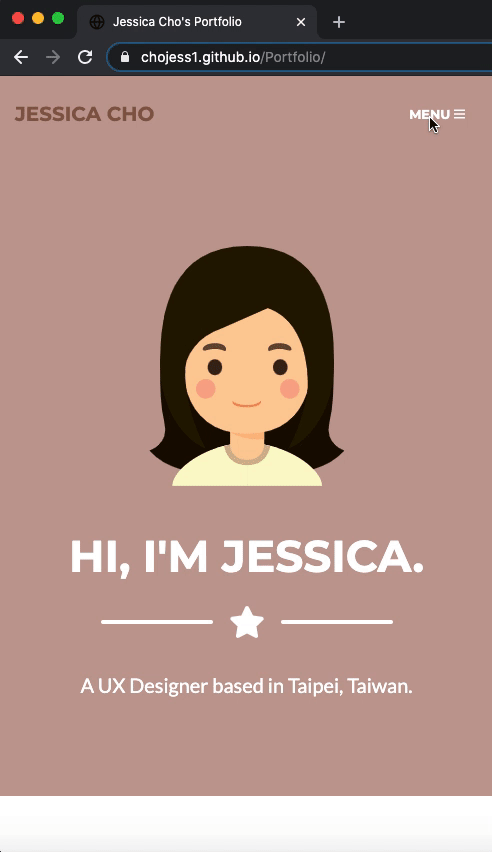 Jessica Cho's Portfolio
chojess1.github.io/Portfolio/
JESSICA CHO
MENU
HI, I'M JESSICA.
A UX Designer based in Taipei, Taiwan.